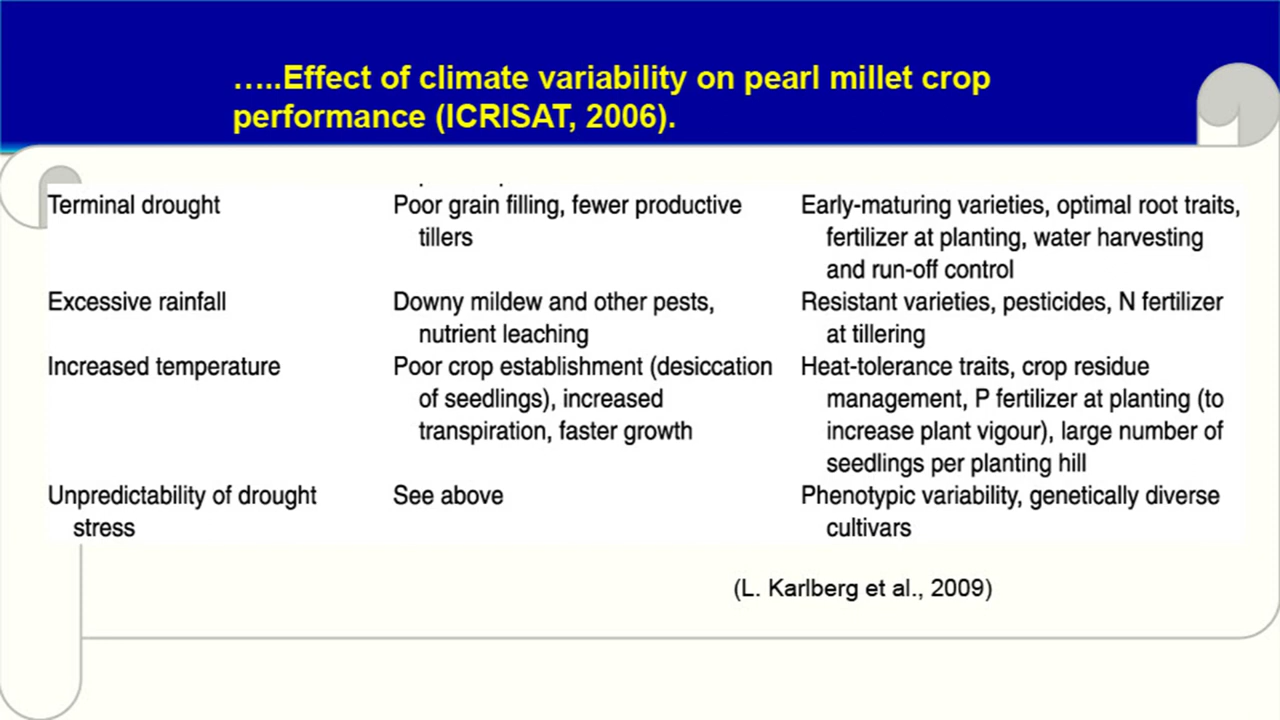 …..Effect of climate variability on pearl millet crop
performance (ICRISAT, 2006).
Terminal drought
Poor grain filling, fewer productive
tillers
Early-maturing varieties, optimal root traits,
fertilizer at planting, water harvesting
and run-off control
Excessive rainfall
Downy mildew and other pests,
nutrient leaching
Resistant varieties, pesticides, N fertilizer
at tillering
Increased temperature
Poor crop establishment (desiccation
of seedlings), increased
transpiration, faster growth
Heat-tolerance traits, crop residue
management, P fertilizer at planting (to
increase plant vigour), large number of
seedlings per planting hill
Unpredictability of drought
stress
See above
Phenotypic variability, genetically diverse
cultivars
(L. Karlberg et al., 2009)